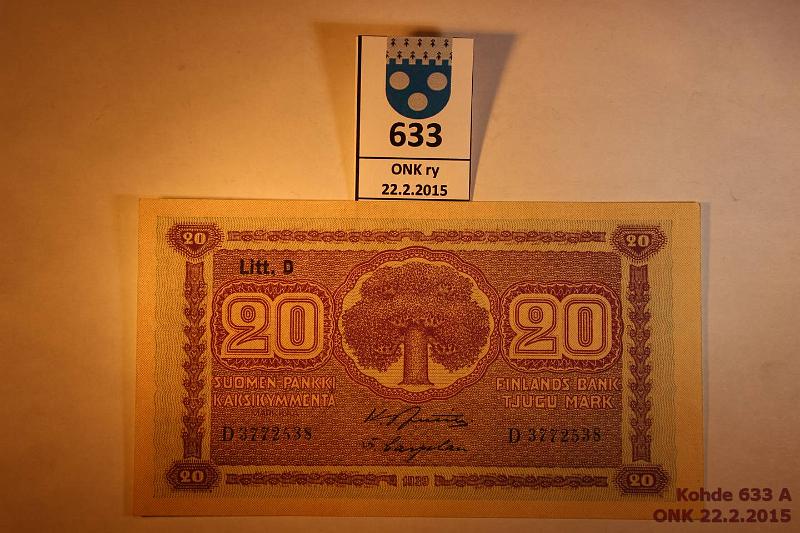 633
ONK ry
22.2.2015
20 20
Litt. D
20 20
SUOMEN PANKKI FINLANDS BANK
KAKSIKYMMENTÄ TJUGU MARK
D 3772538 D 3772538
20 20
Kohde 633 A
ONK 22.2.2015